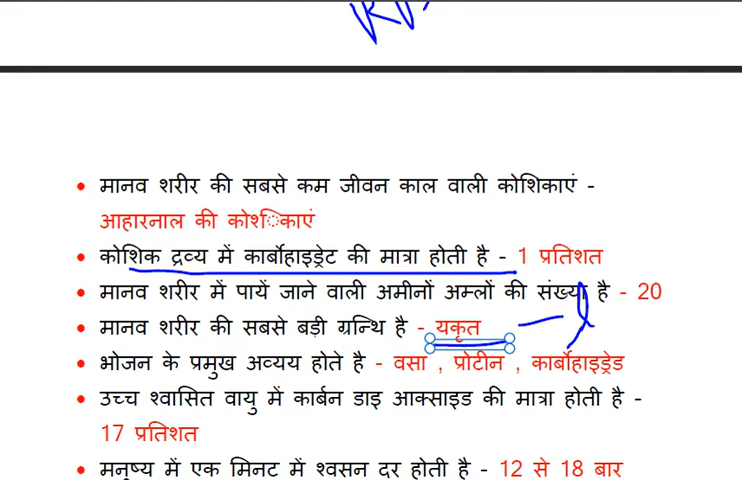 मानव शरीर की सबसे कम जीवन काल वाली कोशिकाएं -
आहारनाल की कोश‍िकाएं
कोशिक द्रव्य में कार्बोहाइड्रेट की मात्रा होती है - 1 प्रतिशत
मानव शरीर में पायें जाने वाली अमीनों अम्लों की संख्या है - 20
मानव शरीर की सबसे बड़ी ग्रन्थि है - यकृत
भोजन के प्रमुख अव्यय होते है - वसा , प्रोटीन , कार्बोहाइड्रेड
उच्च श्वासित वायु में कार्बन डाइ आक्साइड की मात्रा होती है -
17 प्रतिशत
मनुष्य में एक मिनट में श्वसन दर होती है - 12 से 18 बार